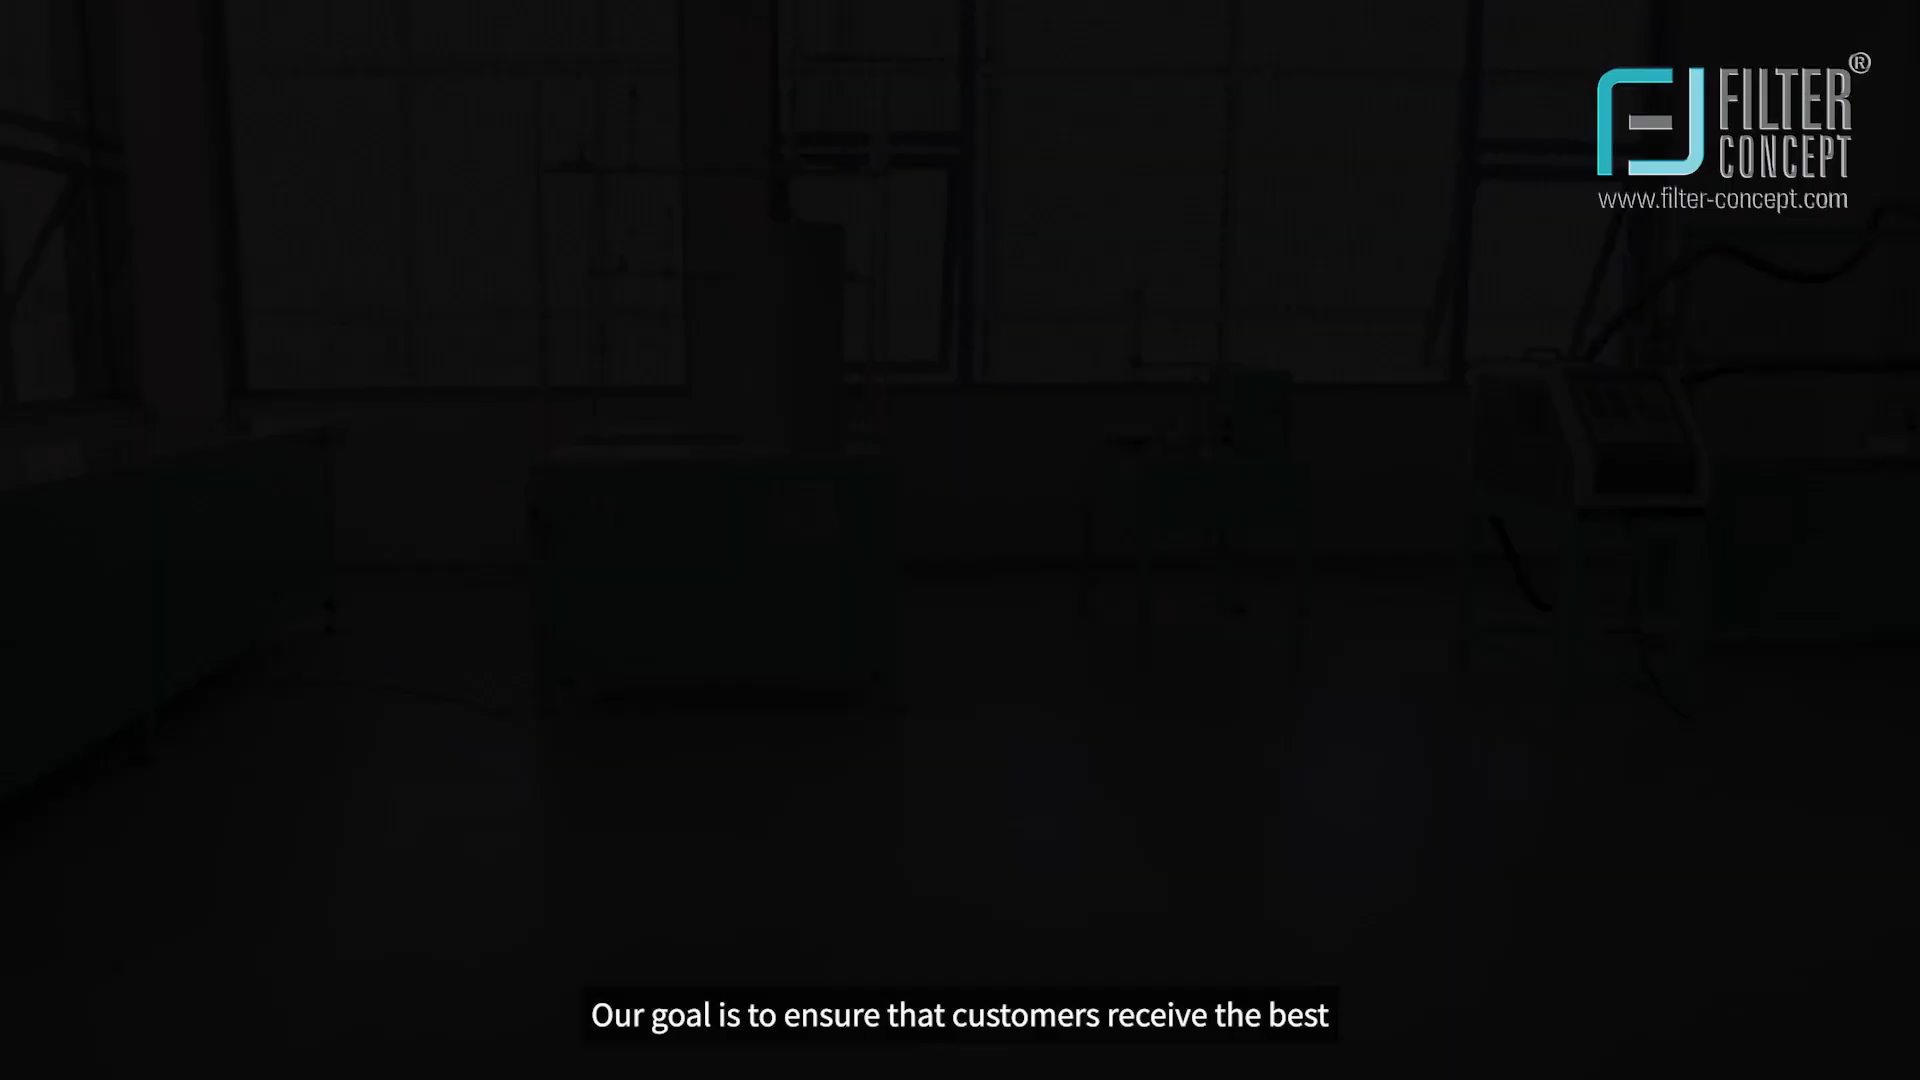 FILTER®
CONCEPT
www.filter-concept.com
Our goal is to ensure that customers receive the best